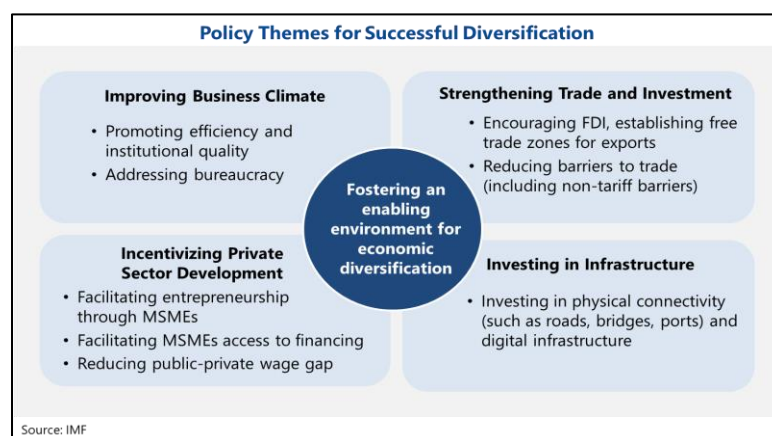 Policy Themes for Successful Diversification
Improving Business Climate
• Promoting efficiency and
institutional quality
• Addressing bureaucracy
Strengthening Trade and Investment
• Encouraging FDI, establishing free
trade zones for exports
• Reducing barriers to trade
(including non-tariff barriers)
Fostering an
enabling
environment for
economic
diversification
Incentivizing Private
Sector Development
• Facilitating entrepreneurship
through MSMEs
• Facilitating MSMEs access to financing
• Reducing public-private wage gap
Investing in Infrastructure
• Investing in physical connectivity
(such as roads, bridges, ports) and
digital infrastructure
Source: IMF